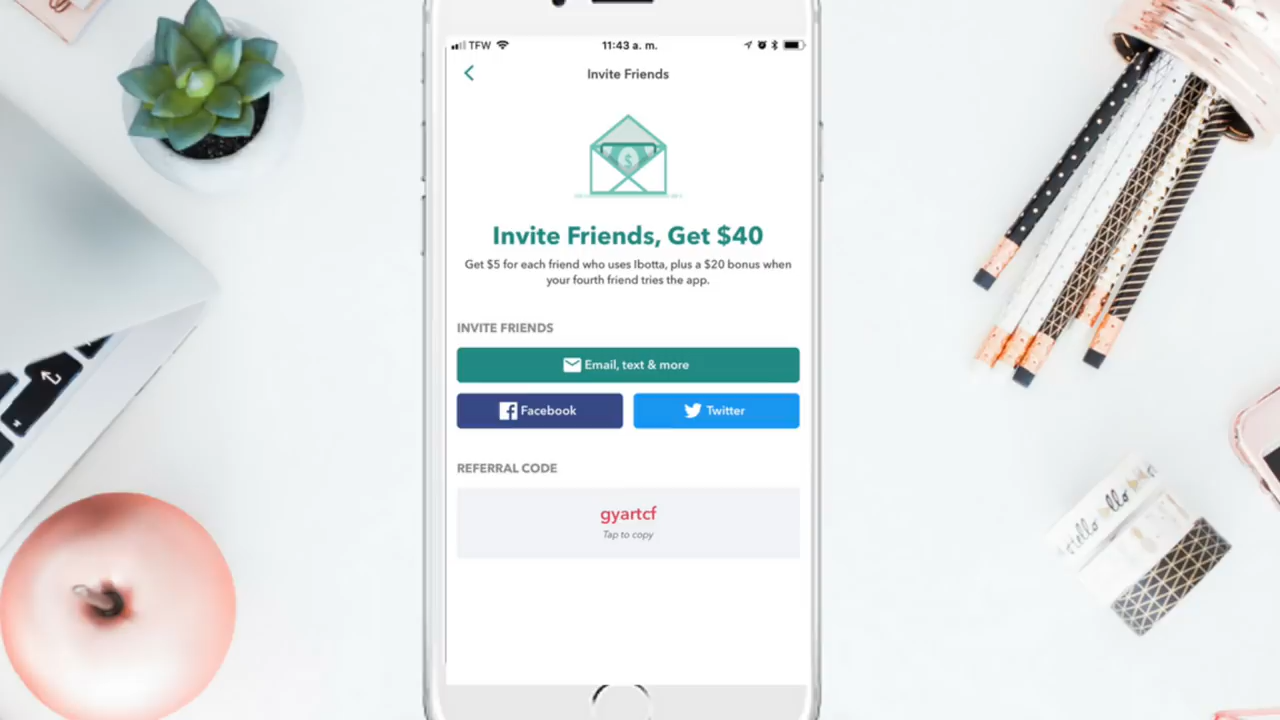 TFW
11:43 a. m.
Invite Friends
$
Invite Friends, Get $40
Get $5 for each friend who uses Ibotta, plus a $20 bonus when
your fourth friend tries the app.
INVITE FRIENDS
Email, text & more
Facebook
Twitter
REFERRAL CODE
gyartcf
Tap to copy
Hello